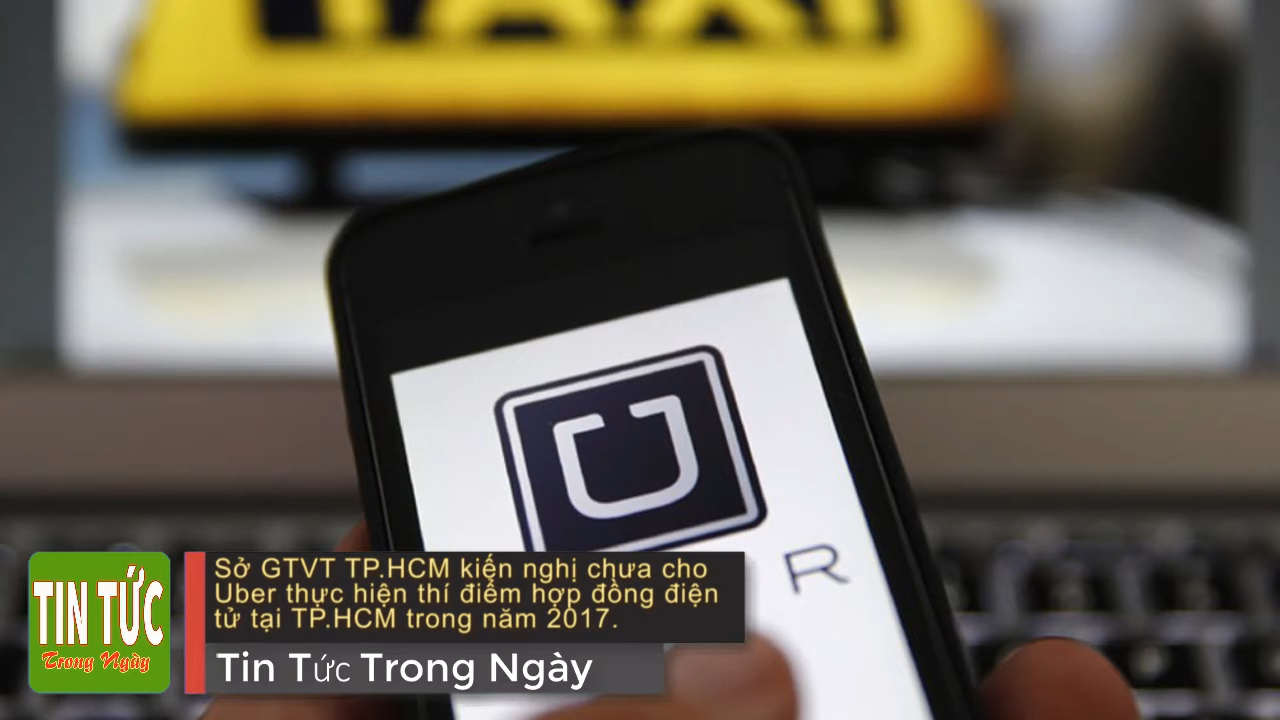 TAXI
U
R
Sở GTVT TP.HCM kiến nghị chưa cho
Uber thực hiện thí điểm hợp đồng điện
tử tại TP.HCM trong năm 2017.
TIN TỨC
Trong Ngày
Tin Tức Trong Ngày